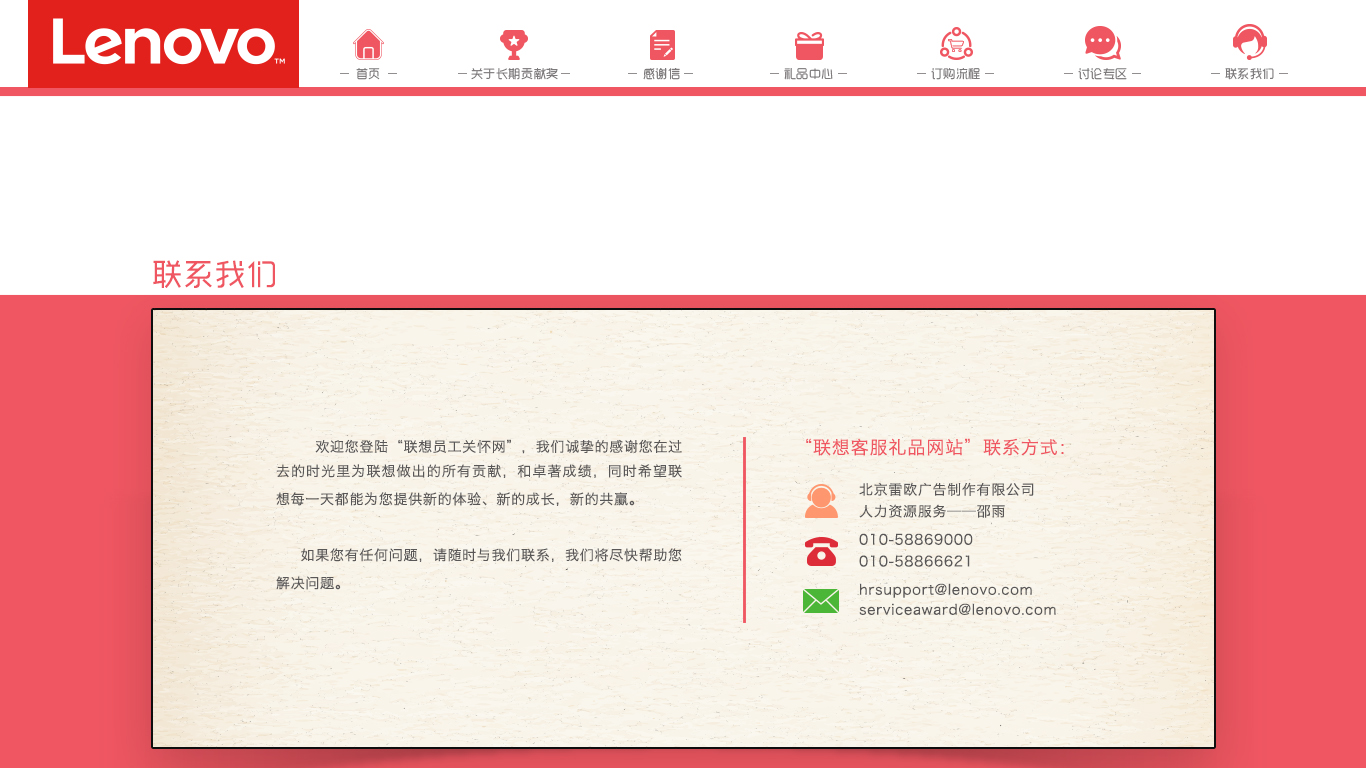 Lenovo™
首页
关于长期贡献奖
感谢信
礼品中心
订购流程
讨论专区
联系我们
联系我们
欢迎您登陆“联想员工关怀网”，我们诚挚的感谢您在过
去的时光里为联想做出的所有贡献，和卓著成绩，同时希望联
想每一天都能为您提供新的体验、新的成长，新的共赢。
如果您有任何问题，请随时与我们联系，我们将尽快帮助您
解决问题。
“联想客服礼品网站”联系方式：
北京雷欧广告制作有限公司
人力资源服务——邵雨
010-58869000
010-58866621
hrsupport@lenovo.com
serviceaward@lenovo.com